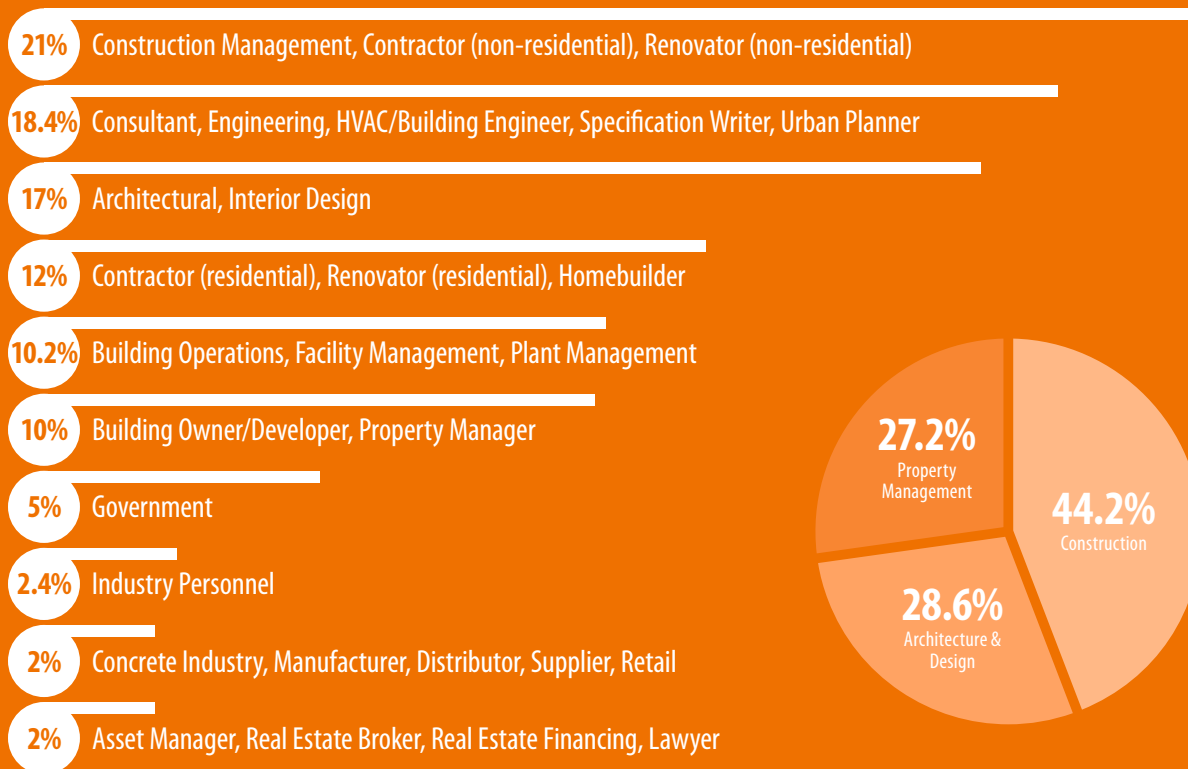 21% Construction Management, Contractor (non-residential), Renovator (non-residential)
18.4% Consultant, Engineering, HVAC/Building Engineer, Specification Writer, Urban Planner
17% Architectural, Interior Design
12% Contractor (residential), Renovator (residential), Homebuilder
10.2% Building Operations, Facility Management, Plant Management
10% Building Owner/Developer, Property Manager
5% Government
2.4% Industry Personnel
2% Concrete Industry, Manufacturer, Distributor, Supplier, Retail
2% Asset Manager, Real Estate Broker, Real Estate Financing, Lawyer
27.2%
Property
Management
44.2%
Construction
28.6%
Architecture &
Design